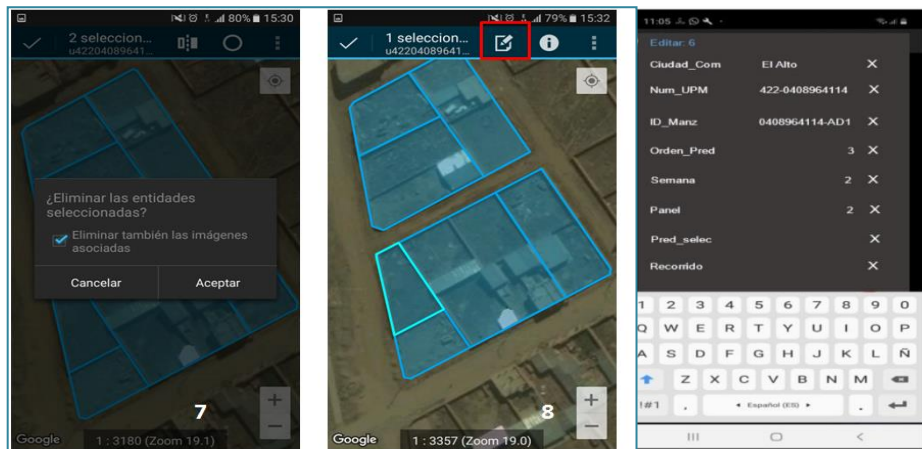 80% 15:30
2 seleccion...
u42204089641...
¿Eliminar las entidades
seleccionadas?
Eliminar también las imágenes
asociadas
Cancelar Aceptar
7
Google 1 : 3180 (Zoom 19.1)
79% 15:32
1 seleccion...
u42204089641...
8
Google 1 : 3357 (Zoom 19.0)
11:05
Editar: 6
Ciudad_Com El Alto
Num_UPM 422-0408964114
ID_Manz 0408964114-AD1
Orden_Pred 3
Semana 2
Panel 2
Pred_selec
Recorrido
1 2 3 4 5 6 7 8 9 0
Q W E R T Y U I O P
A S D F G H J K L Ñ
Z X C V B N M
!#1 , Español (ES) .